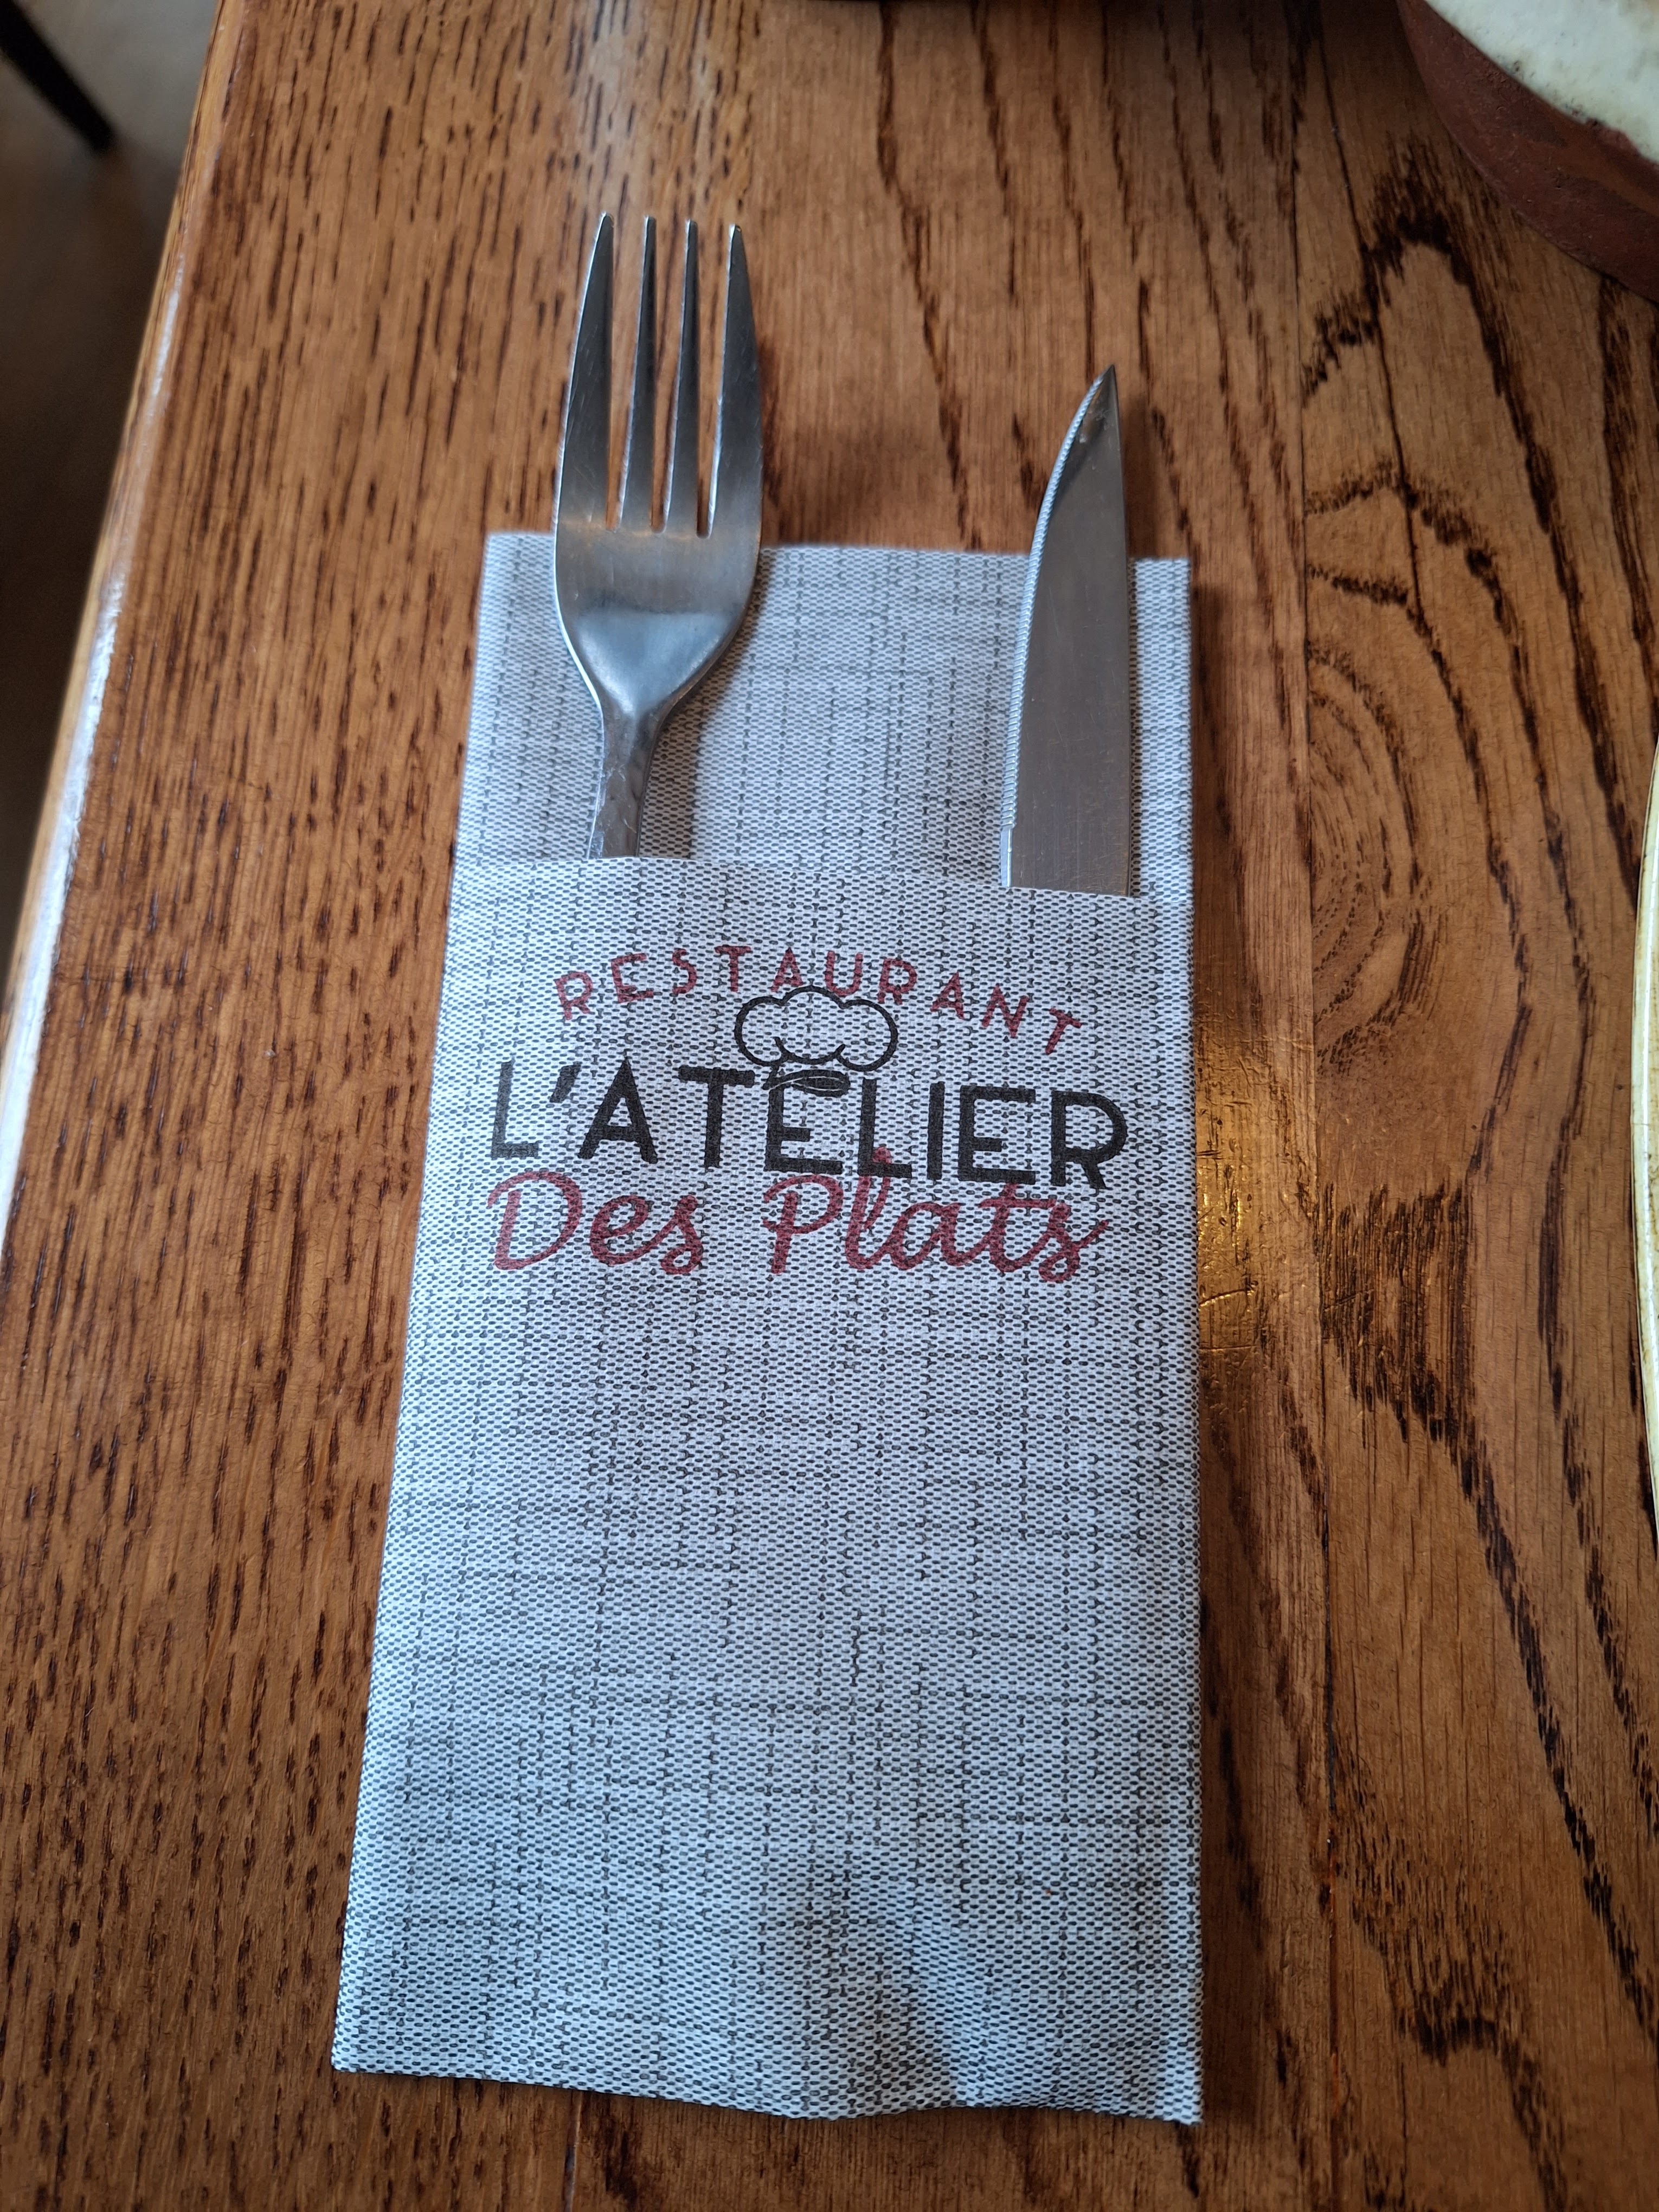 RESTAURANT
L'ATELIER
Des Plats